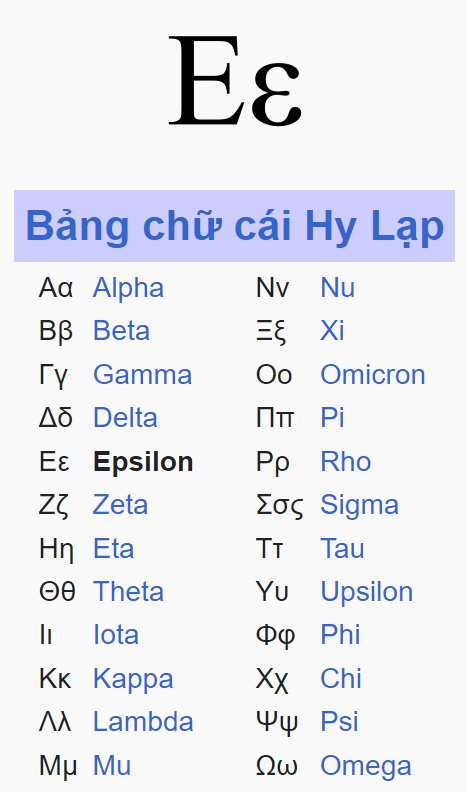 Εε
Bảng chữ cái Hy Lạp
Αα Alpha Νν Nu
Ββ Beta Ξξ Xi
Γγ Gamma Οο Omicron
Δδ Delta Ππ Pi
Εε Epsilon Ρρ Rho
Ζζ Zeta Σσς Sigma
Ηη Eta Ττ Tau
Θθ Theta Υυ Upsilon
Ιι Iota Φφ Phi
Κκ Kappa Χχ Chi
Λλ Lambda Ψψ Psi
Μμ Mu Ωω Omega